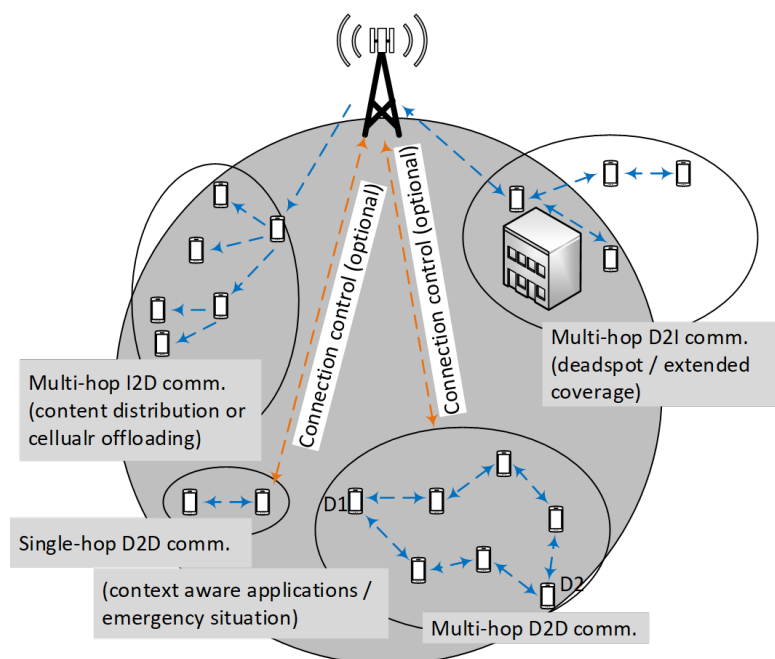 Connection control (optional)
Connection control (optional)
Multi-hop D2I comm.
(deadspot / extended
coverage)
Multi-hop I2D comm.
(content distribution or
cellualr offloading)
D1
D2
Single-hop D2D comm.
(context aware applications /
emergency situation)
Multi-hop D2D comm.